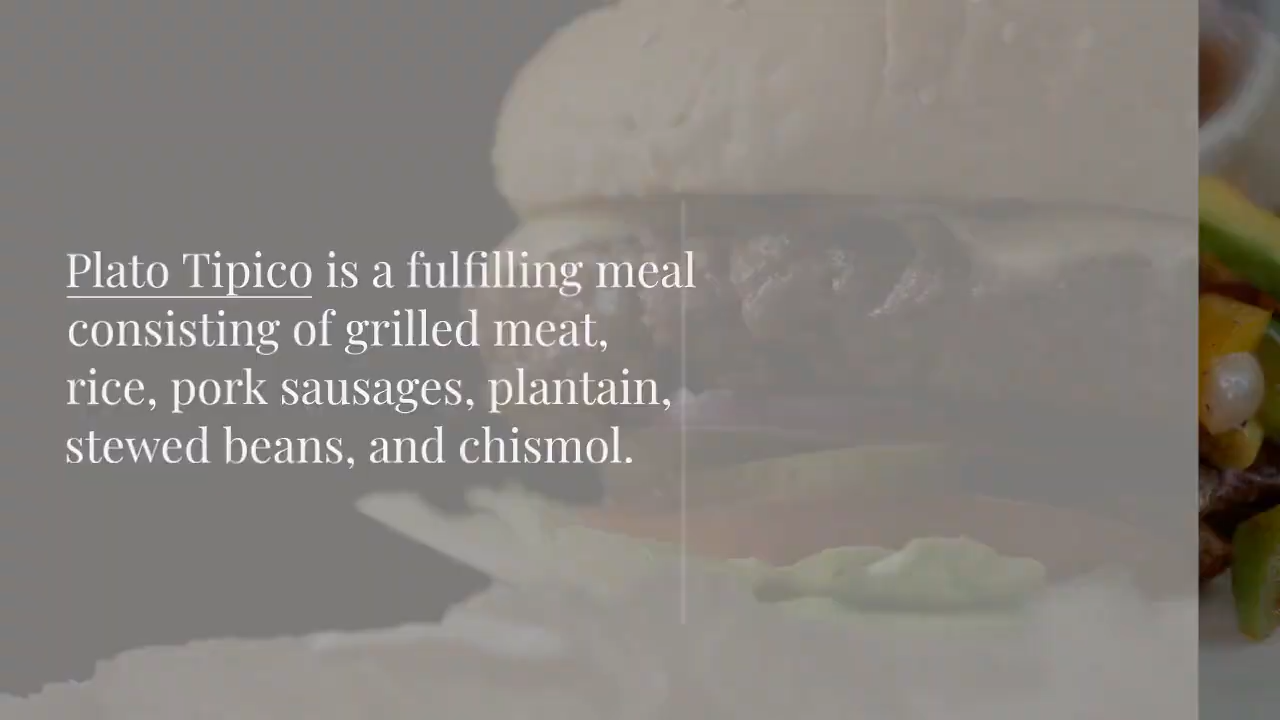 Plato Tipico is a fulfilling meal
consisting of grilled meat,
rice, pork sausages, plantain,
stewed beans, and chismol.